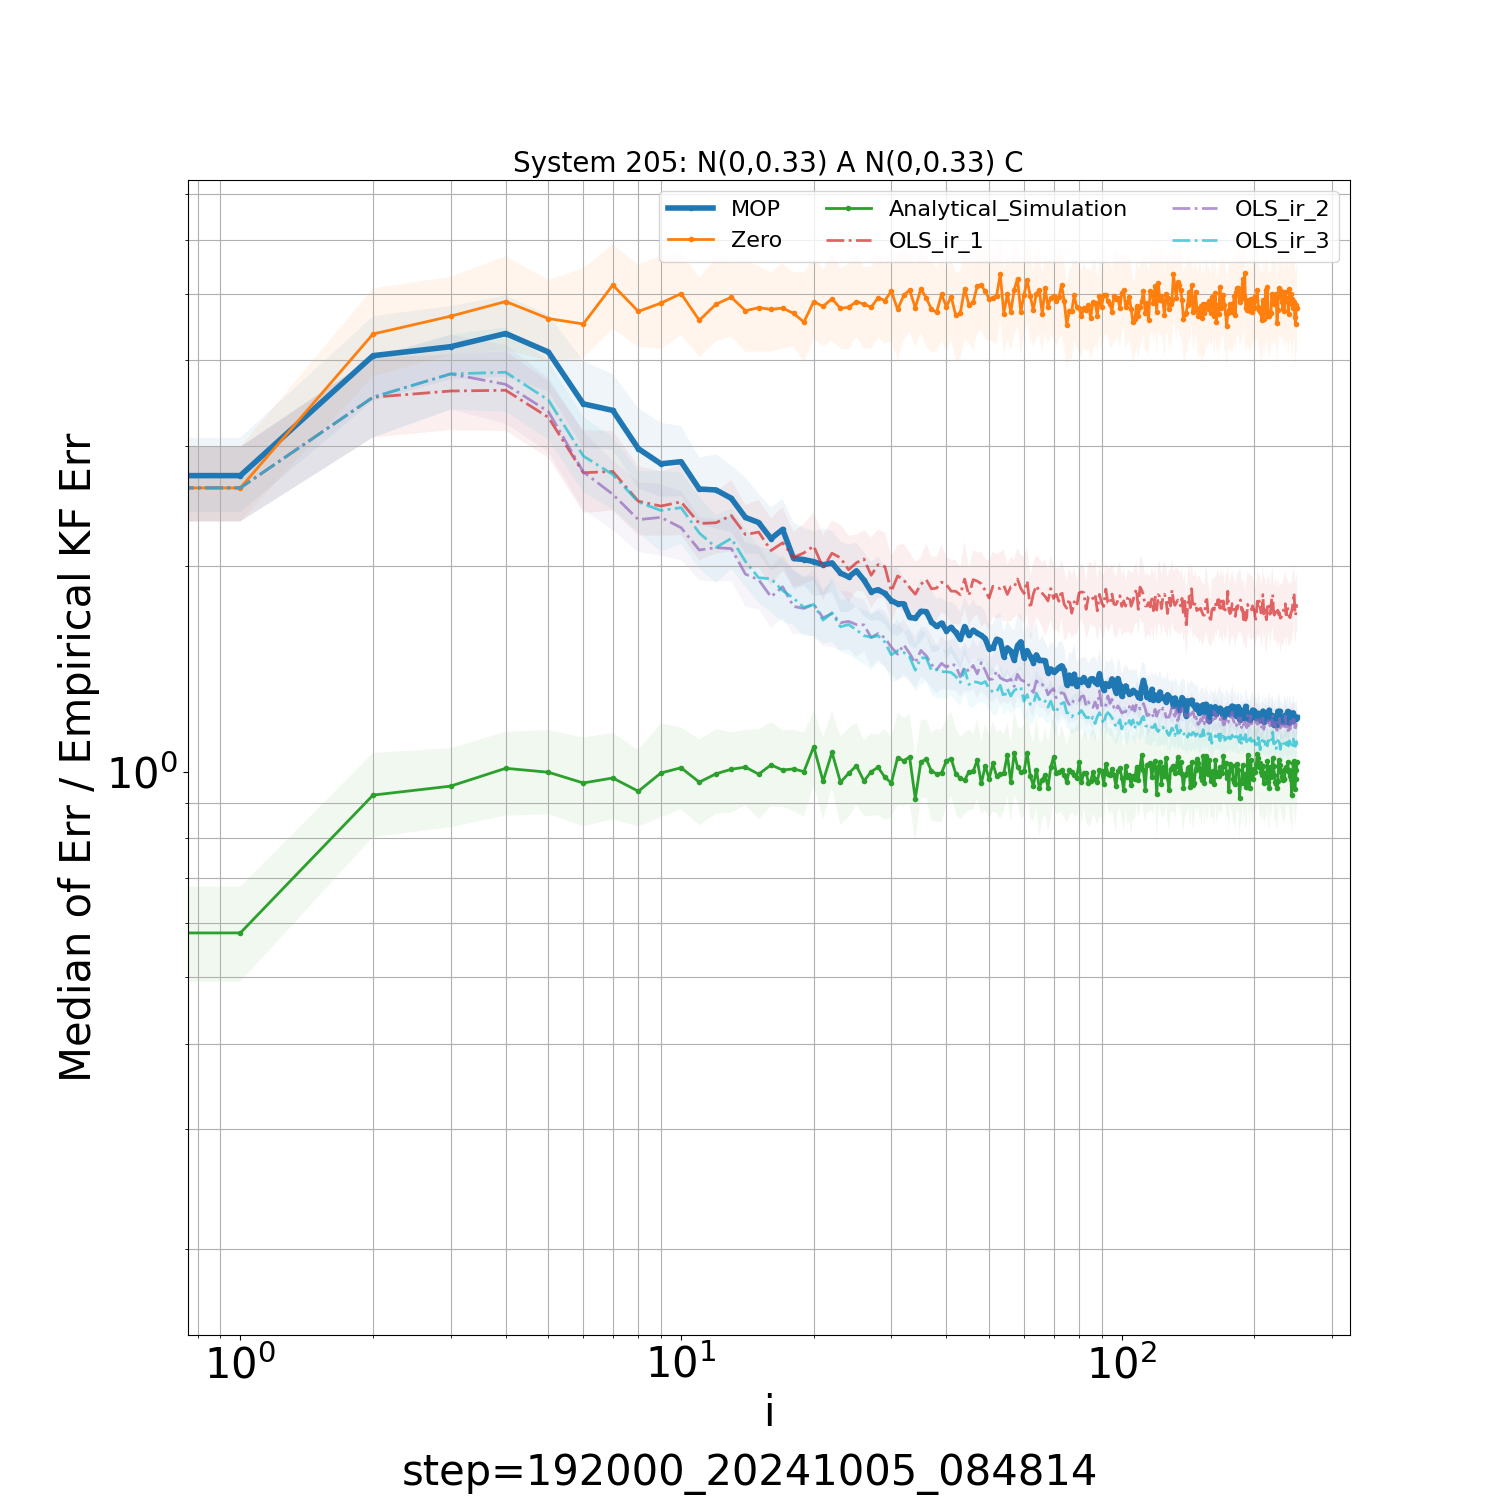 System 205: N(0,0.33) A N(0,0.33) C
MOP
Zero
Analytical_Simulation
OLS_ir_1
OLS_ir_2
OLS_ir_3
Median of Err / Empirical KF Err
10⁰
10⁰ 10¹ 10²
i
step=192000_20241005_084814